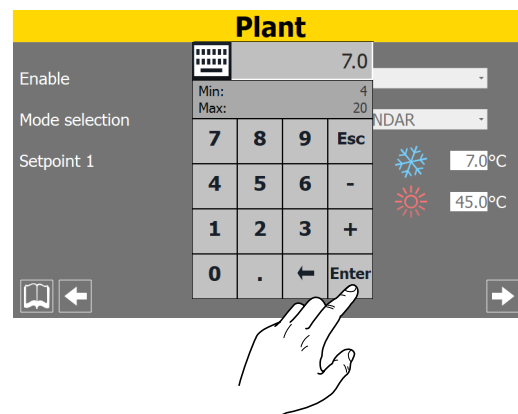 Plant
7.0
Enable
Min: 4
Max: 20
Mode selection
NDAR
7 8 9 Esc
Setpoint 1
7.0°C
4 5 6 -
45.0°C
1 2 3 +
0 . Enter